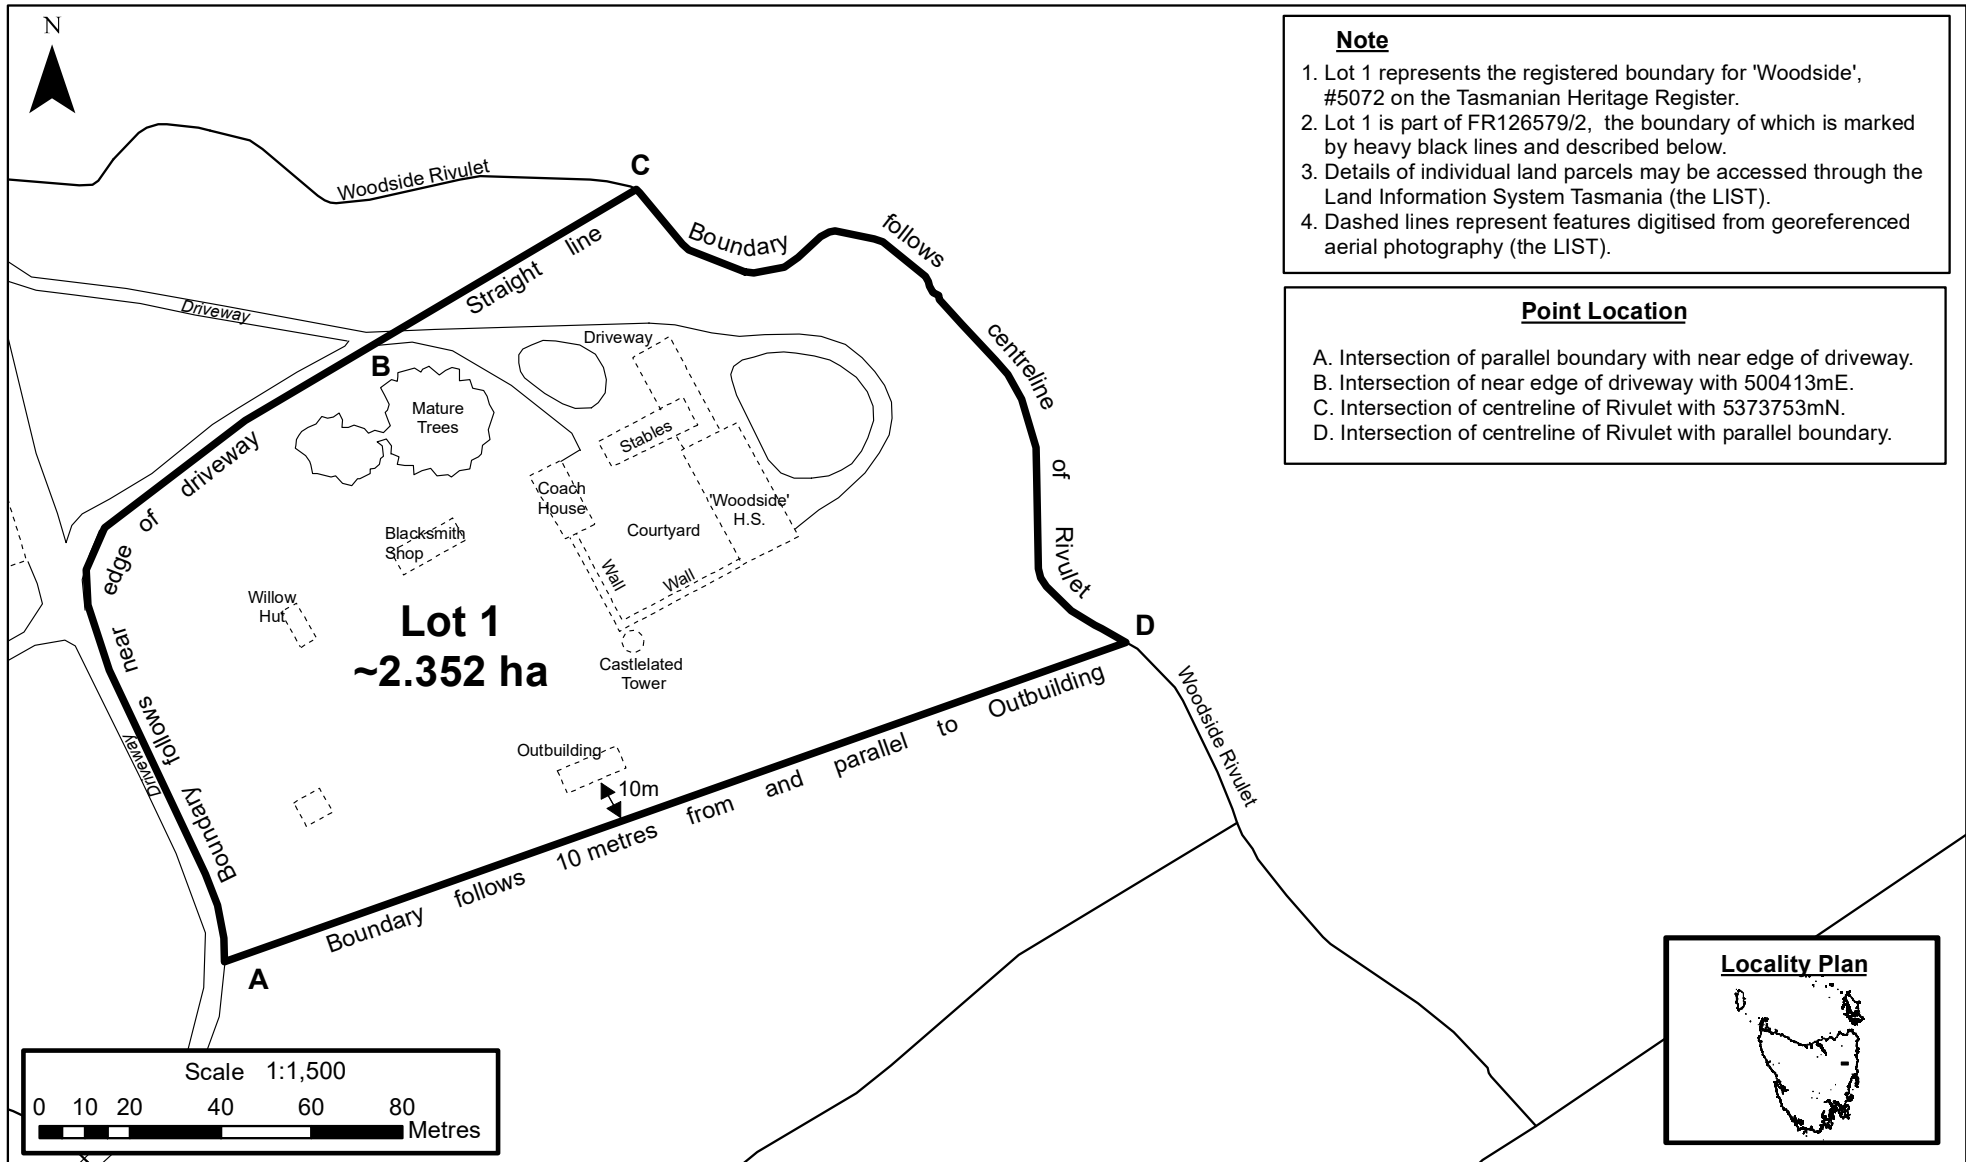 N
Note
1. Lot 1 represents the registered boundary for 'Woodside',
#5072 on the Tasmanian Heritage Register.
2. Lot 1 is part of FR126579/2, the boundary of which is marked
by heavy black lines and described below.
3. Details of individual land parcels may be accessed through the
Land Information System Tasmania (the LIST).
4. Dashed lines represent features digitised from georeferenced
aerial photography (the LIST).
Point Location
A. Intersection of parallel boundary with near edge of driveway.
B. Intersection of near edge of driveway with 500413mE.
C. Intersection of centreline of Rivulet with 5373753mN.
D. Intersection of centreline of Rivulet with parallel boundary.
Woodside Rivulet
C
Straight line
Boundary follows centreline of Rivulet
Driveway
Driveway
B
Mature
Trees
Stables
Coach
House
'Woodside'
H.S.
Courtyard
Blacksmith
Shop
Wall
Wall
Willow
Hut
Lot 1
~2.352 ha
Castlelated
Tower
D
Woodside Rivulet
Outbuilding
10m
Driveway
Boundary follows near edge of driveway
Boundary follows 10 metres from and parallel to Outbuilding
A
Scale 1:1,500
0 10 20 40 60 80
Metres
Locality Plan